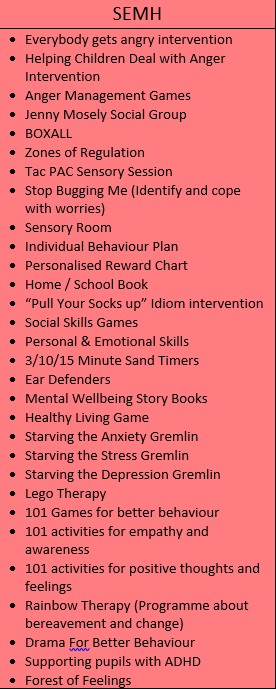 SEMH
• Everybody gets angry intervention
• Helping Children Deal with Anger
Intervention
• Anger Management Games
• Jenny Mosely Social Group
• BOXALL
• Zones of Regulation
• Tac PAC Sensory Session
• Stop Bugging Me (Identify and cope
with worries)
• Sensory Room
• Individual Behaviour Plan
• Personalised Reward Chart
• Home / School Book
• “Pull Your Socks up” Idiom intervention
• Social Skills Games
• Personal & Emotional Skills
• 3/10/15 Minute Sand Timers
• Ear Defenders
• Mental Wellbeing Story Books
• Healthy Living Game
• Starving the Anxiety Gremlin
• Starving the Stress Gremlin
• Starving the Depression Gremlin
• Lego Therapy
• 101 Games for better behaviour
• 101 activities for empathy and
awareness
• 101 activities for positive thoughts and
feelings
• Rainbow Therapy (Programme about
bereavement and change)
• Drama For Better Behaviour
• Supporting pupils with ADHD
• Forest of Feelings